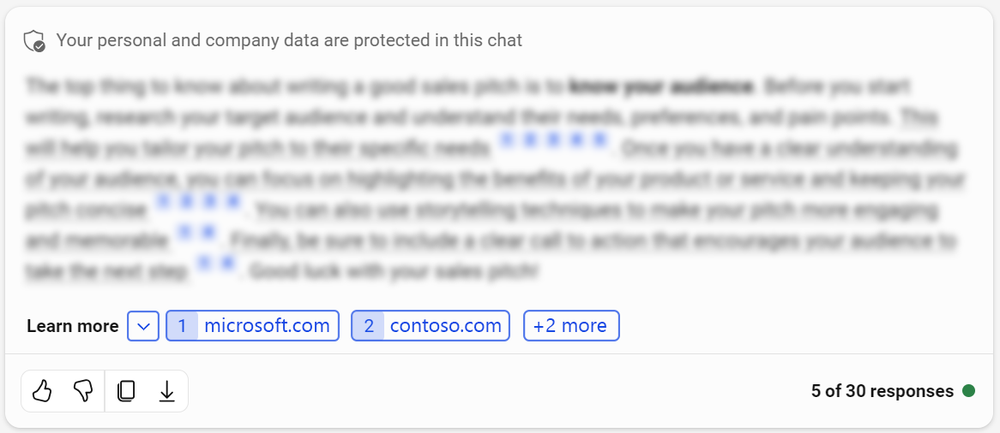 Your personal and company data are protected in this chat
The top thing to know about writing a good sales pitch is to know your audience. Before you start
writing, research your target audience and understand their needs, preferences, and pain points. This
will help you tailor your pitch to their specific needs. Once you have a clear understanding
of your audience, you can focus on highlighting the benefits of your product or service and keeping your
pitch concise. You can also use storytelling techniques to make your pitch more engaging
and memorable. Finally, be sure to include a clear call to action that encourages your audience to
take the next step. Good luck with your sales pitch!
Learn more 1 microsoft.com 2 contoso.com +2 more
5 of 30 responses